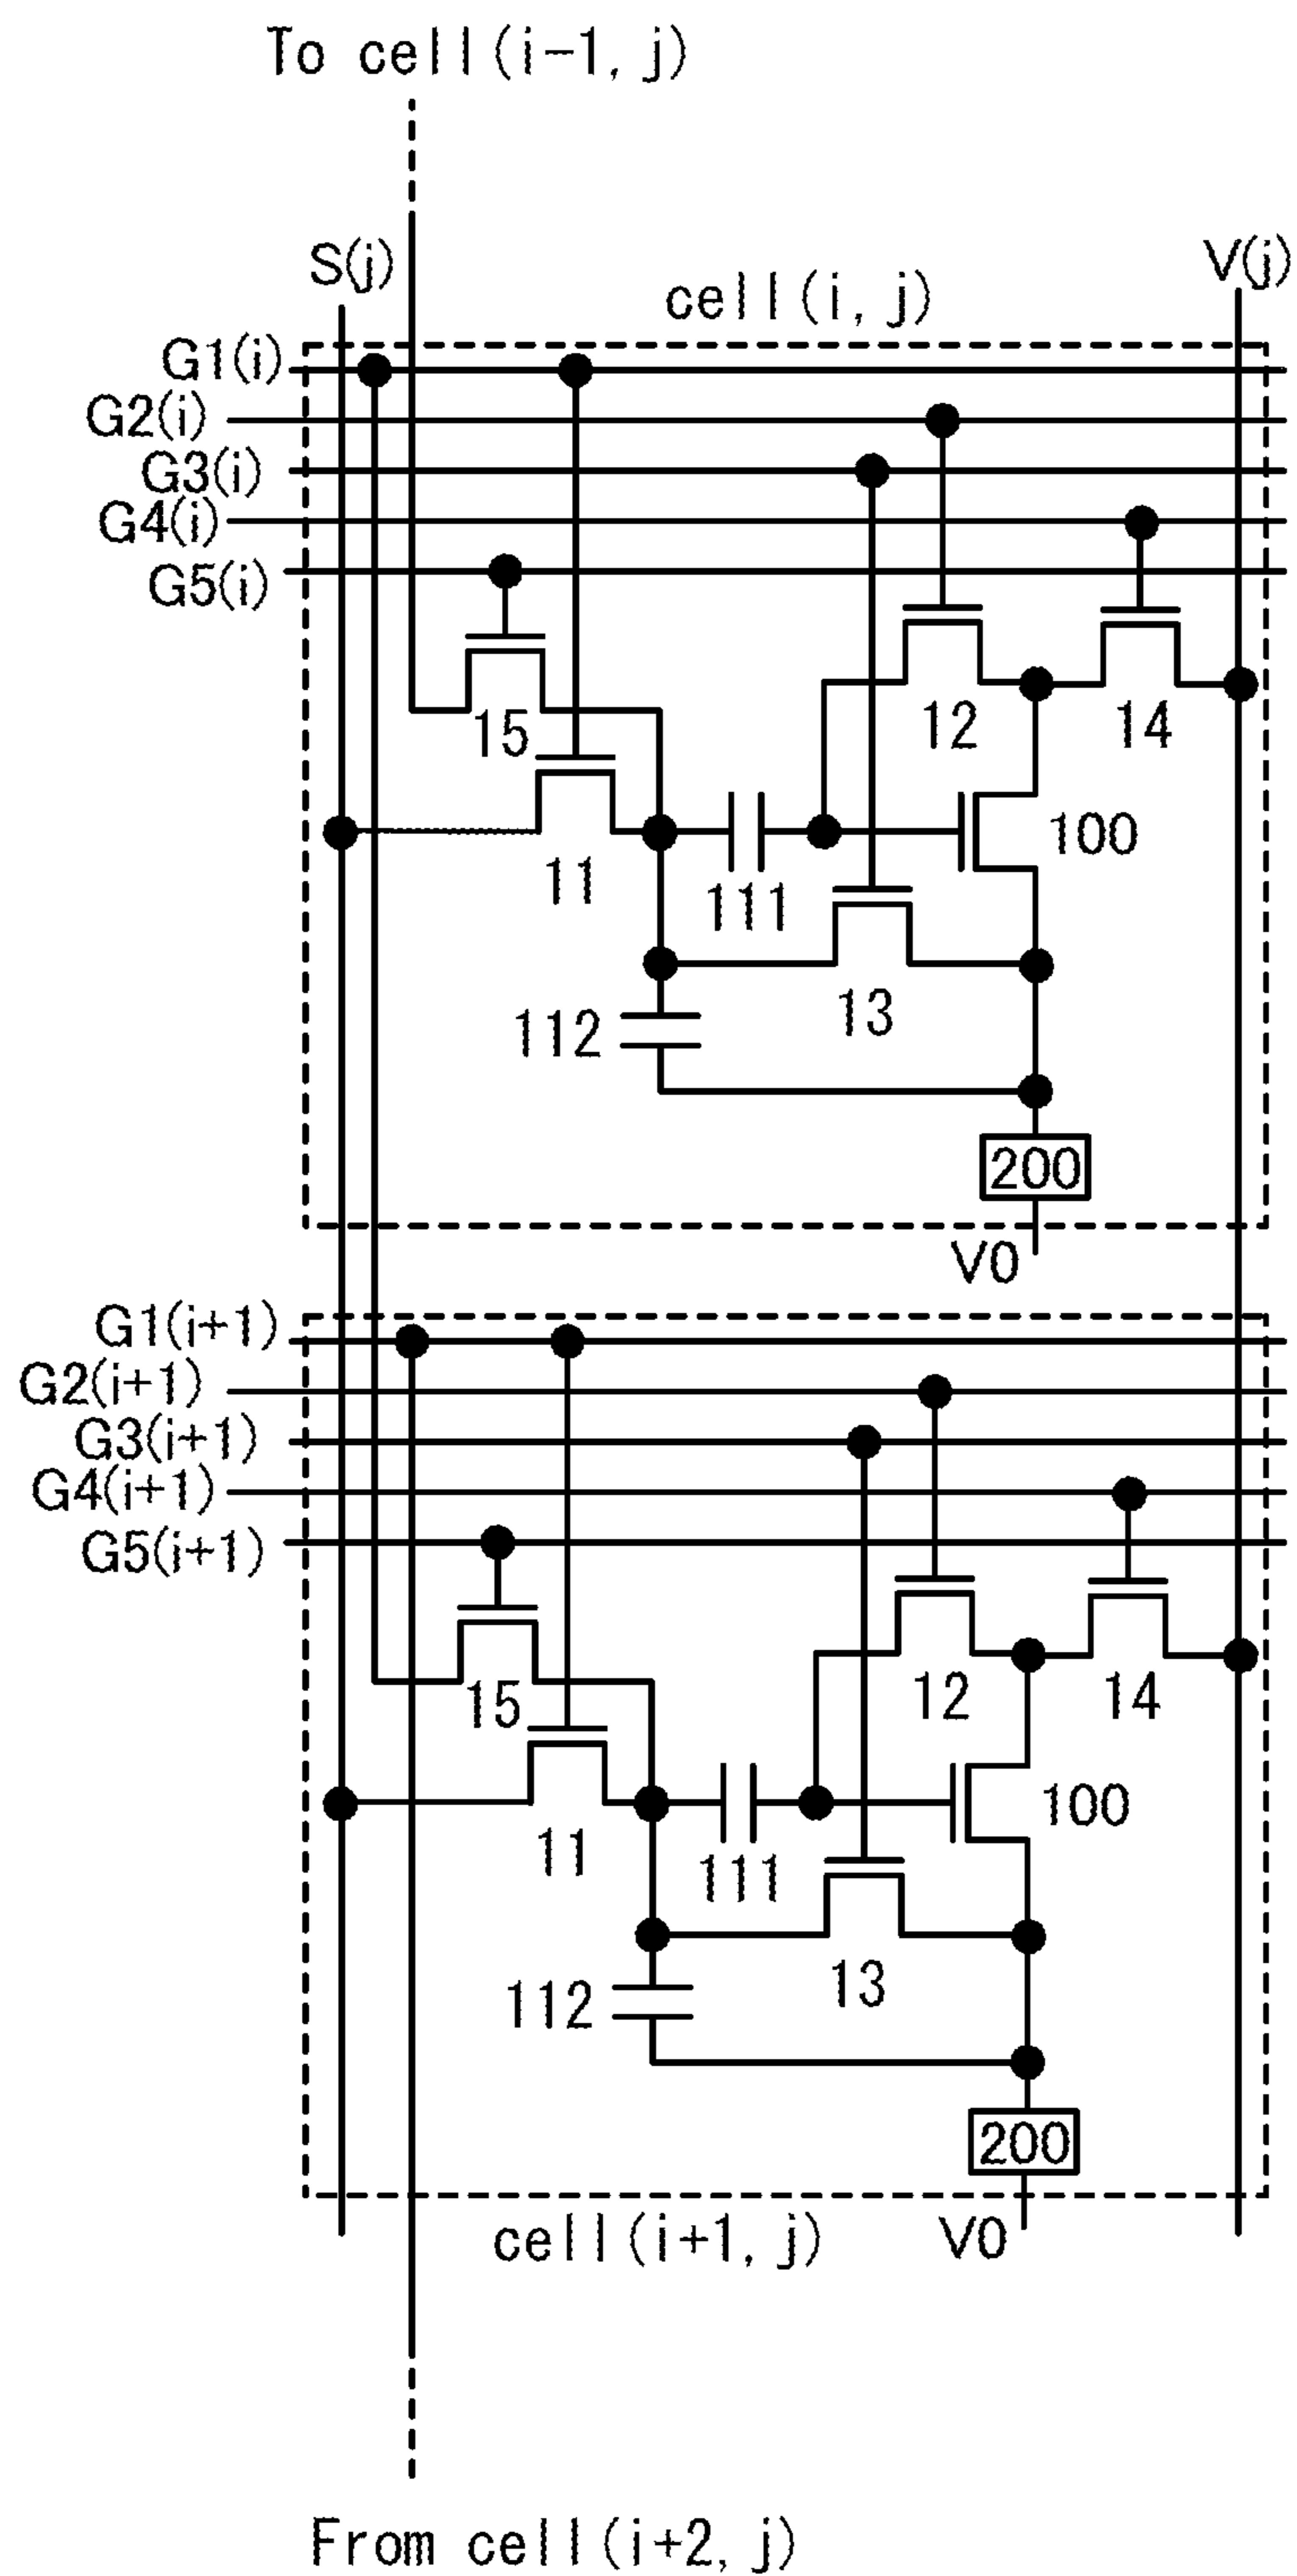 To cell(i-1, j)
S(j)
V(j)
cell(i, j)
G1(i)
G2(i)
G3(i)
G4(i)
G5(i)
15
12
14
11
111
100
112
13
200
V0
G1(i+1)
G2(i+1)
G3(i+1)
G4(i+1)
G5(i+1)
15
12
14
11
111
100
112
13
200
cell(i+1, j)
V0
From cell(i+2, j)